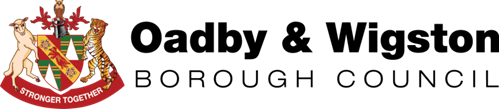 Oadby & Wigston
BOROUGH COUNCIL
STRONGER TOGETHER